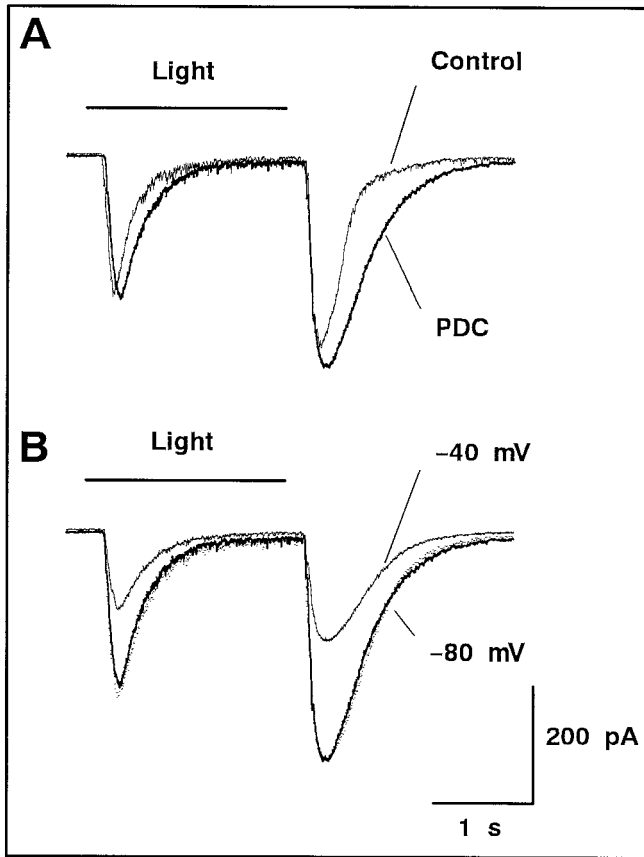 A
Light
Control
PDC
B
Light
–40 mV
–80 mV
200 pA
1 s